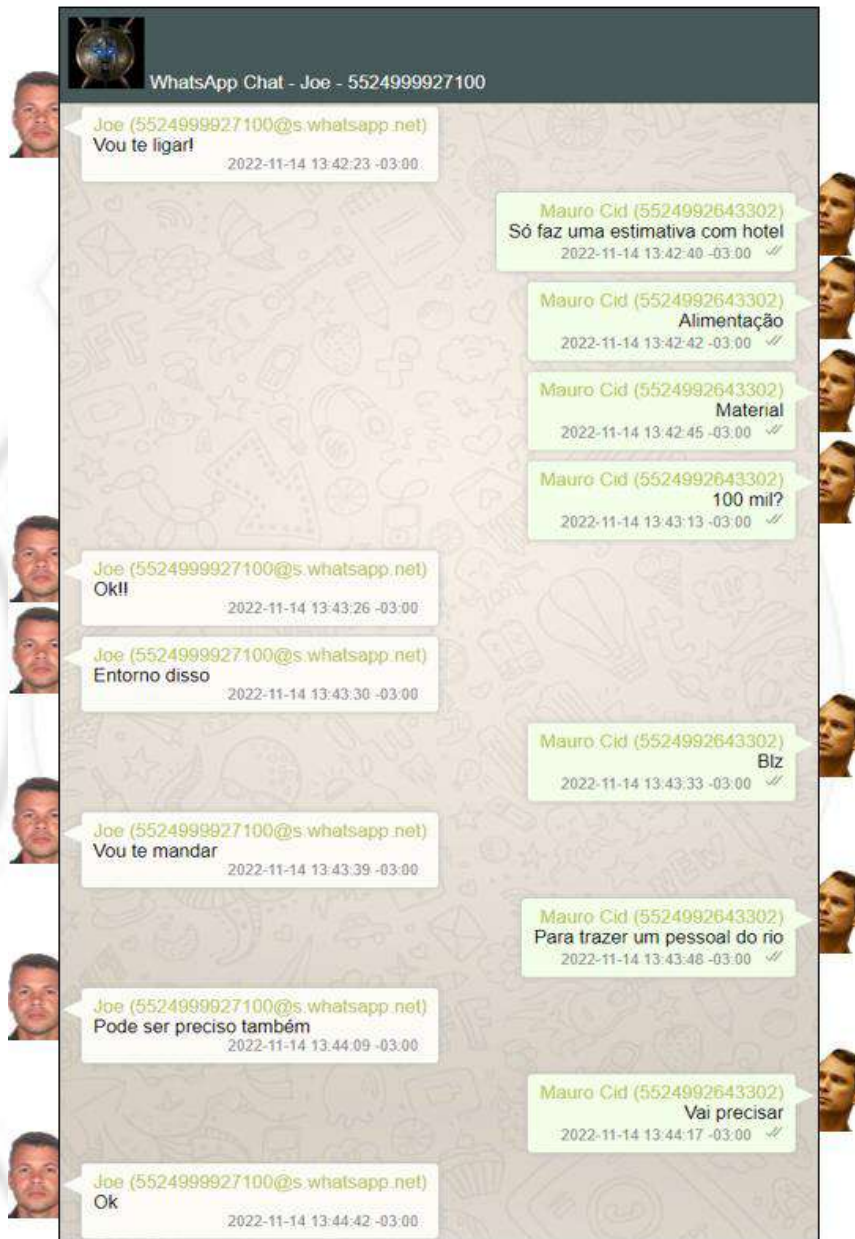 WhatsApp Chat - Joe - 5524999927100
Joe (5524999927100@s.whatsapp.net)
Vou te ligar!
2022-11-14 13:42:23 -03:00
Mauro Cid (5524992643302)
Só faz uma estimativa com hotel
2022-11-14 13:42:40 -03:00
Mauro Cid (5524992643302)
Alimentação
2022-11-14 13:42:42 -03:00
Mauro Cid (5524992643302)
Material
2022-11-14 13:42:45 -03:00
Mauro Cid (5524992643302)
100 mil?
2022-11-14 13:43:13 -03:00
Joe (5524999927100@s.whatsapp.net)
Ok!!
2022-11-14 13:43:26 -03:00
Joe (5524999927100@s.whatsapp.net)
Entorno disso
2022-11-14 13:43:30 -03:00
Mauro Cid (5524992643302)
Blz
2022-11-14 13:43:33 -03:00
Joe (5524999927100@s.whatsapp.net)
Vou te mandar
2022-11-14 13:43:39 -03:00
Mauro Cid (5524992643302)
Para trazer um pessoal do rio
2022-11-14 13:43:48 -03:00
Joe (5524999927100@s.whatsapp.net)
Pode ser preciso também
2022-11-14 13:44:09 -03:00
Mauro Cid (5524992643302)
Vai precisar
2022-11-14 13:44:17 -03:00
Joe (5524999927100@s.whatsapp.net)
Ok
2022-11-14 13:44:42 -03:00